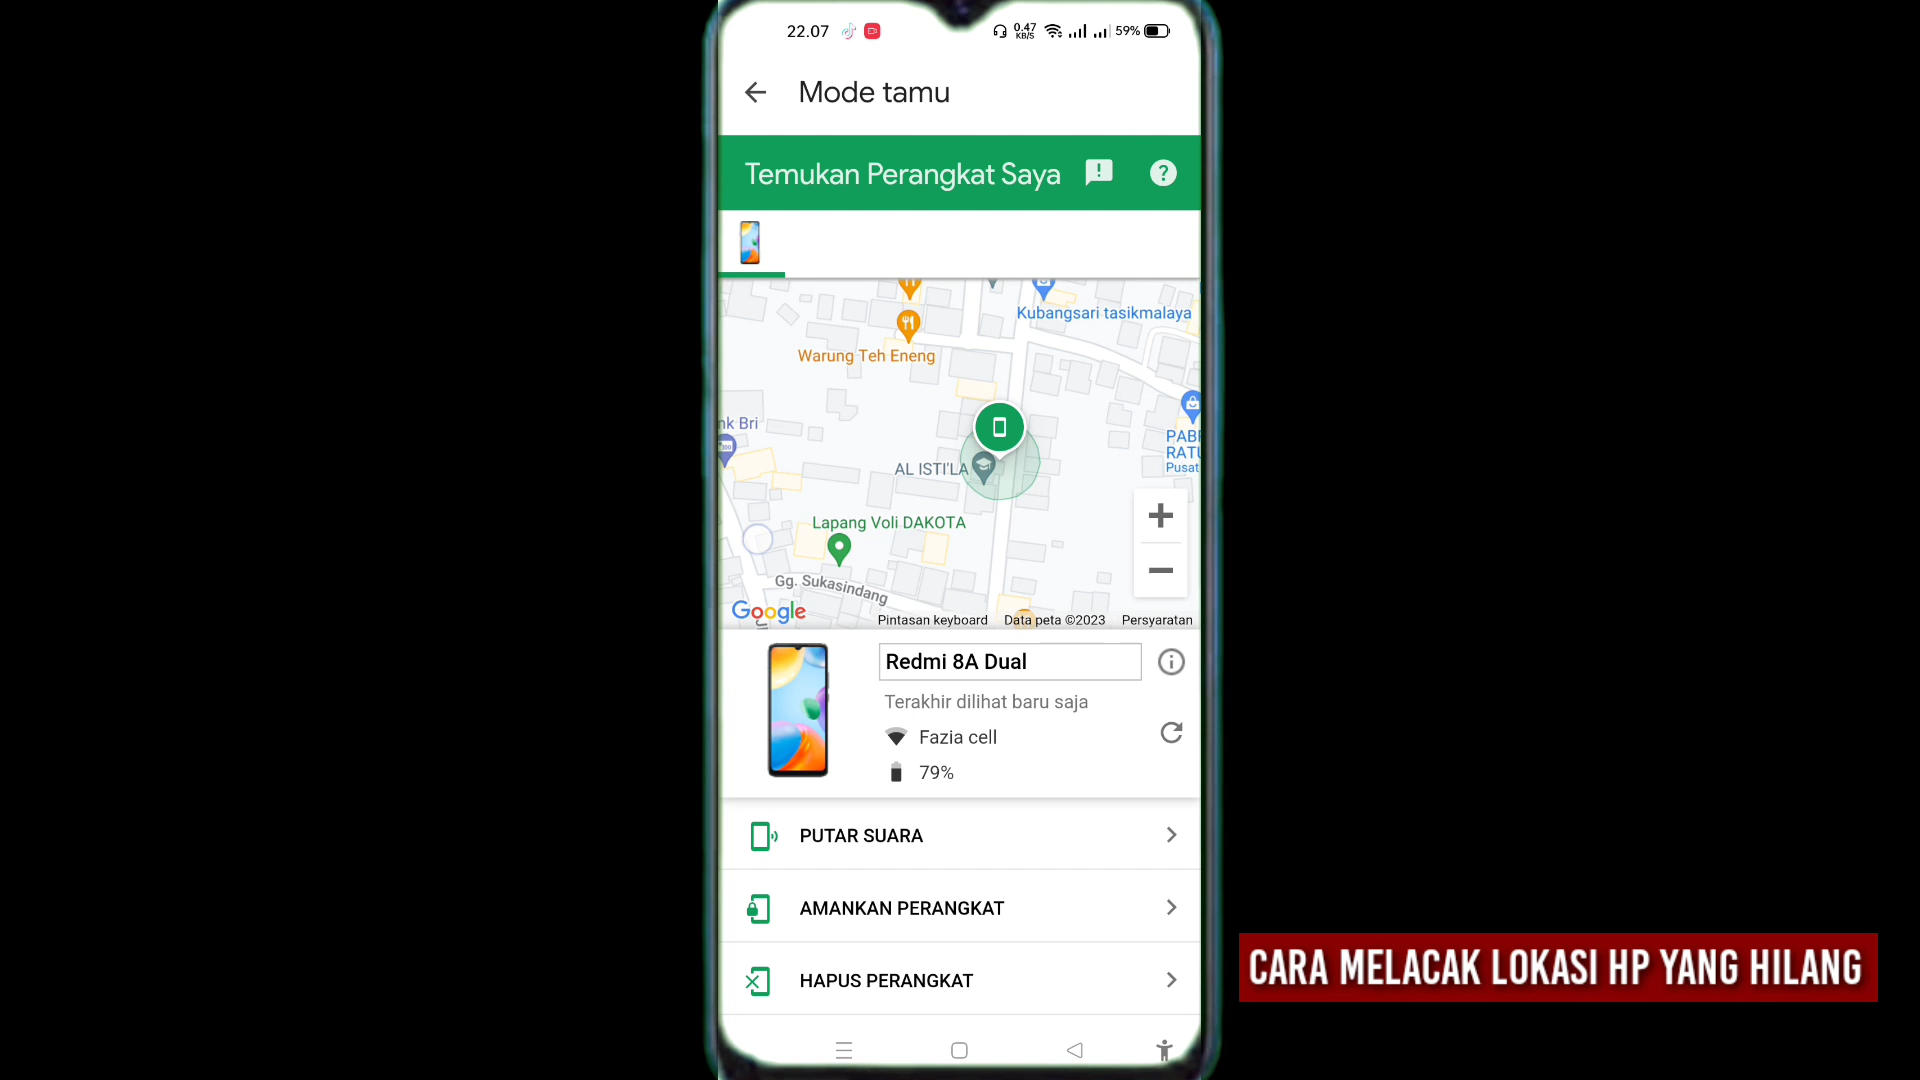 22.07
0.47
KB/S
59%
Mode tamu
Temukan Perangkat Saya
Kubangsari tasikmalaya
Warung Teh Eneng
nk Bri
PABR
RATU
Pusat
AL ISTI'LA
Lapang Voli DAKOTA
Gg. Sukasindang
Google
Pintasan keyboard
Data peta ©2023
Persyaratan
Redmi 8A Dual
Terakhir dilihat baru saja
Fazia cell
79%
PUTAR SUARA
AMANKAN PERANGKAT
HAPUS PERANGKAT
CARA MELACAK LOKASI HP YANG HILANG